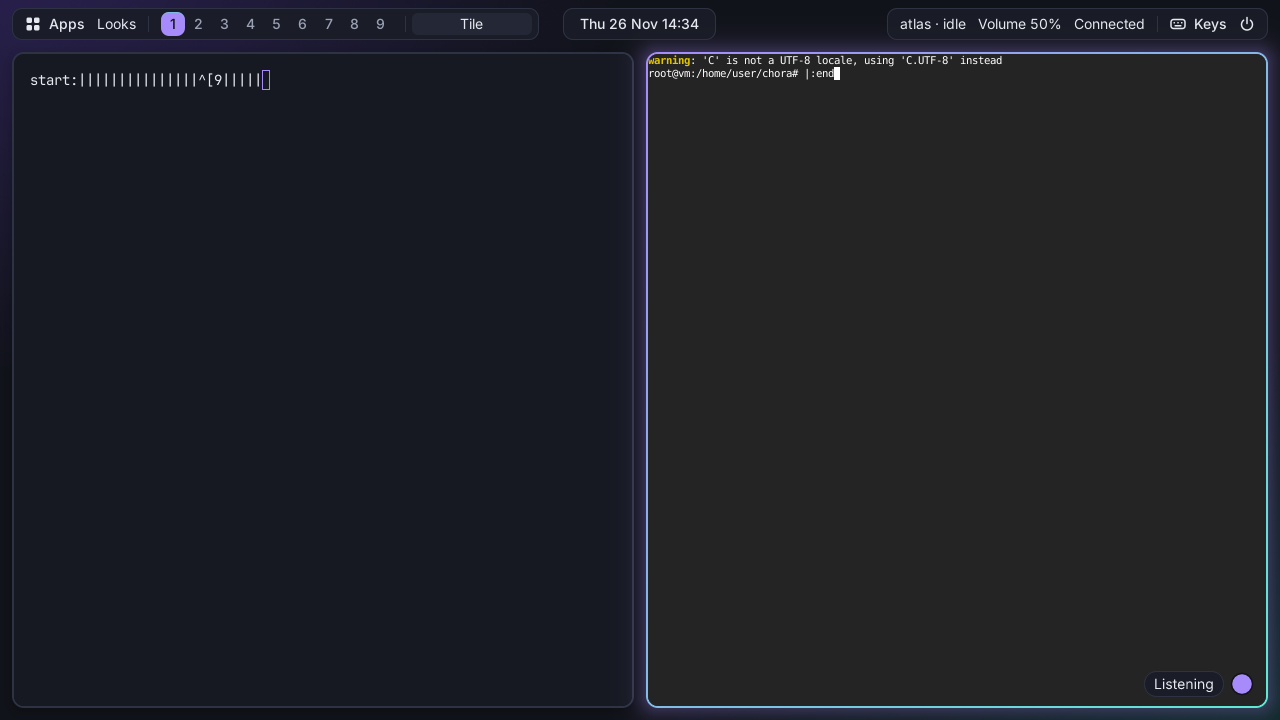 Apps Looks 1 2 3 4 5 6 7 8 9 Tile Thu 26 Nov 14:34 atlas · idle Volume 50% Connected Keys
start:|||||||||||||||^[9|||||
warning: 'C' is not a UTF-8 locale, using 'C.UTF-8' instead
root@vm:/home/user/chora# |:end
Listening